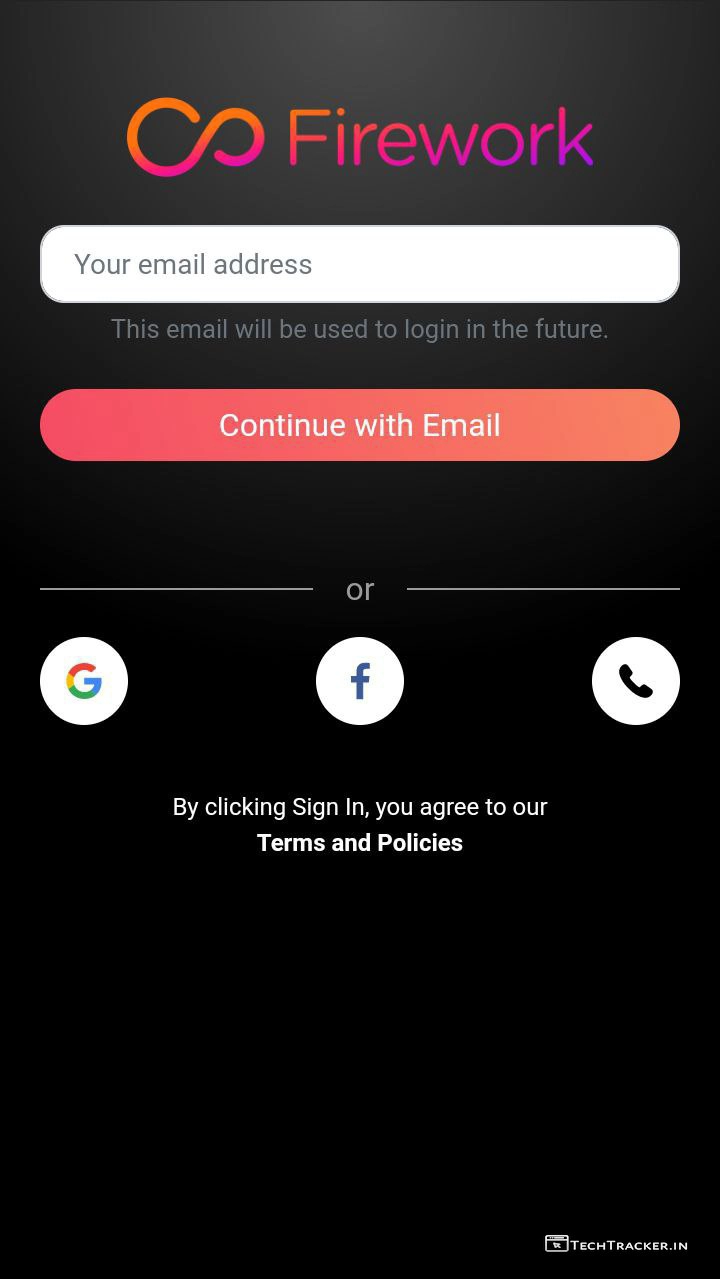 Firework
Your email address
This email will be used to login in the future.
Continue with Email
or
By clicking Sign In, you agree to our
Terms and Policies
TechTracker.in